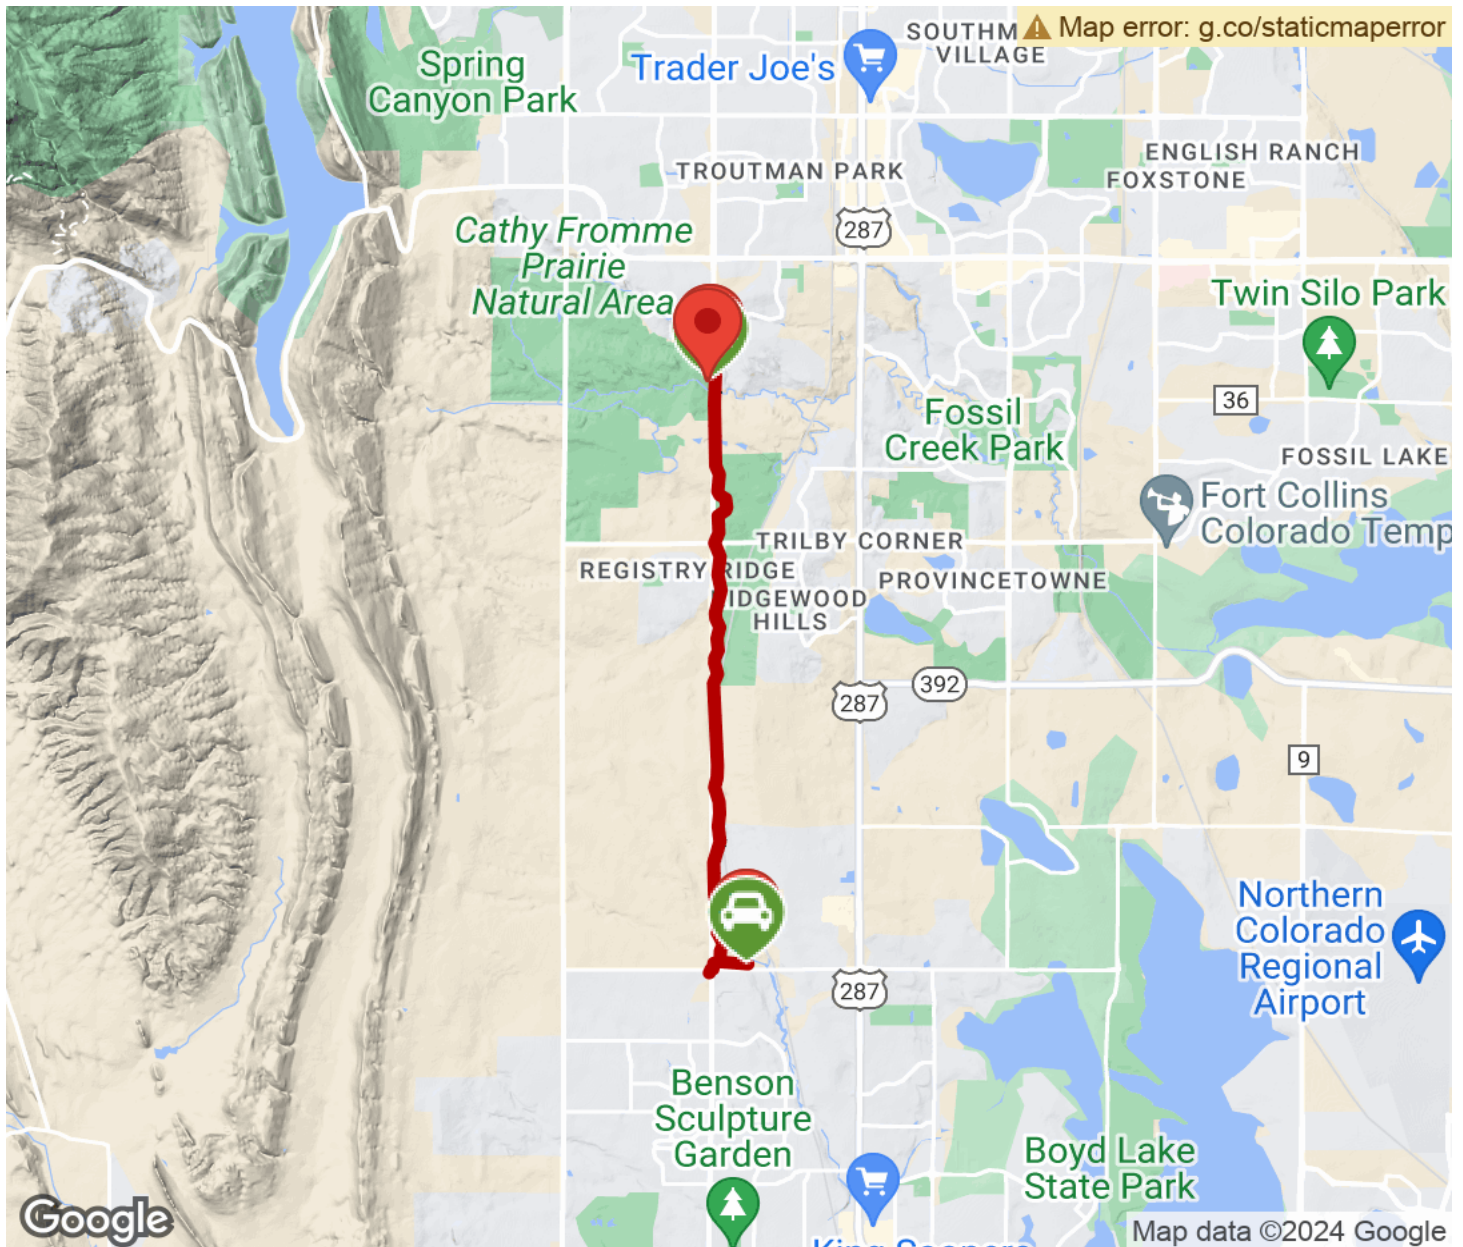 SOUTHM
VILLAGE
Map error: g.co/staticmaperror
Spring
Canyon Park
Trader Joe's
TROUTMAN PARK
ENGLISH RANCH
FOXSTONE
287
Cathy Fromme
Prairie
Natural Area
Twin Silo Park
36
Fossil
Creek Park
FOSSIL LAKE
Fort Collins
Colorado Temp
TRILBY CORNER
REGISTRY RIDGE
PROVINCETOWNE
IDGEWOOD
HILLS
392
287
9
Northern
Colorado
Regional
Airport
287
Benson
Sculpture
Garden
Boyd Lake
State Park
Google
King Soopers
Map data ©2024 Google